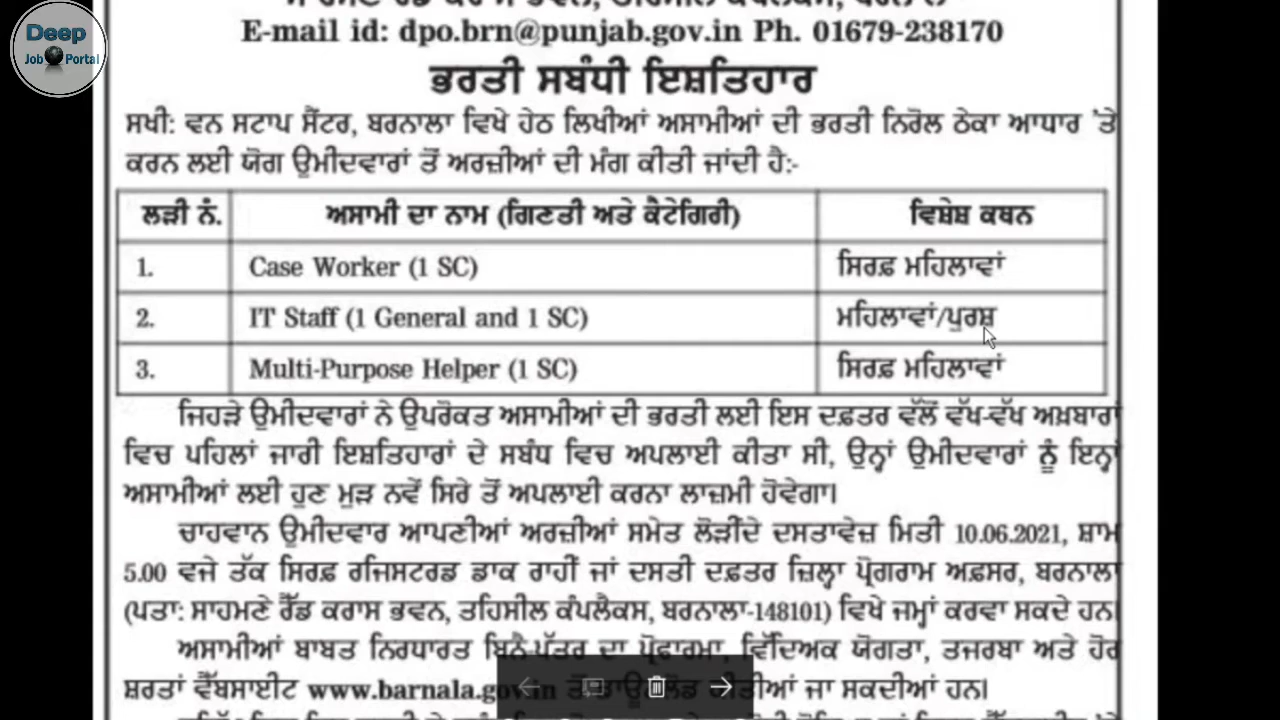 Deep
Job Portal
E-mail id: dpo.brn@punjab.gov.in Ph. 01679-238170
ਭਰਤੀ ਸਬੰਧੀ ਇਸ਼ਤਿਹਾਰ
ਸਖੀ: ਵਨ ਸਟਾਪ ਸੈਂਟਰ, ਬਰਨਾਲਾ ਵਿਖੇ ਹੇਠ ਲਿਖੀਆਂ ਅਸਾਮੀਆਂ ਦੀ ਭਰਤੀ ਨਿਰੋਲ ਠੇਕਾ ਆਧਾਰ 'ਤੇ
ਕਰਨ ਲਈ ਯੋਗ ਉਮੀਦਵਾਰਾਂ ਤੋਂ ਅਰਜ਼ੀਆਂ ਦੀ ਮੰਗ ਕੀਤੀ ਜਾਂਦੀ ਹੈ:-
ਲੜੀ ਨੰ. ਅਸਾਮੀ ਦਾ ਨਾਮ (ਗਿਣਤੀ ਅਤੇ ਕੈਟੇਗਿਰੀ) ਵਿਸ਼ੇਸ਼ ਕਥਨ
1. Case Worker (1 SC) ਸਿਰਫ਼ ਮਹਿਲਾਵਾਂ
2. IT Staff (1 General and 1 SC) ਮਹਿਲਾਵਾਂ/ਪੁਰਸ਼
3. Multi-Purpose Helper (1 SC) ਸਿਰਫ਼ ਮਹਿਲਾਵਾਂ
ਜਿਹੜੇ ਉਮੀਦਵਾਰਾਂ ਨੇ ਉਪਰੋਕਤ ਅਸਾਮੀਆਂ ਦੀ ਭਰਤੀ ਲਈ ਇਸ ਦਫ਼ਤਰ ਵੱਲੋਂ ਵੱਖ-ਵੱਖ ਅਖ਼ਬਾਰਾਂ
ਵਿਚ ਪਹਿਲਾਂ ਜਾਰੀ ਇਸ਼ਤਿਹਾਰਾਂ ਦੇ ਸਬੰਧ ਵਿਚ ਅਪਲਾਈ ਕੀਤਾ ਸੀ, ਉਨ੍ਹਾਂ ਉਮੀਦਵਾਰਾਂ ਨੂੰ ਇਨ੍ਹਾਂ
ਅਸਾਮੀਆਂ ਲਈ ਹੁਣ ਮੁੜ ਨਵੇਂ ਸਿਰੇ ਤੋਂ ਅਪਲਾਈ ਕਰਨਾ ਲਾਜ਼ਮੀ ਹੋਵੇਗਾ।
ਚਾਹਵਾਨ ਉਮੀਦਵਾਰ ਆਪਣੀਆਂ ਅਰਜ਼ੀਆਂ ਸਮੇਤ ਲੋੜੀਂਦੇ ਦਸਤਾਵੇਜ਼ ਮਿਤੀ 10.06.2021, ਸ਼ਾਮ
5.00 ਵਜੇ ਤੱਕ ਸਿਰਫ਼ ਰਜਿਸਟਰਡ ਡਾਕ ਰਾਹੀਂ ਜਾਂ ਦਸਤੀ ਦਫ਼ਤਰ ਜ਼ਿਲ੍ਹਾ ਪ੍ਰੋਗਰਾਮ ਅਫ਼ਸਰ, ਬਰਨਾਲਾ
(ਪਤਾ: ਸਾਹਮਣੇ ਰੈੱਡ ਕਰਾਸ ਭਵਨ, ਤਹਿਸੀਲ ਕੰਪਲੈਕਸ, ਬਰਨਾਲਾ-148101) ਵਿਖੇ ਜਮ੍ਹਾਂ ਕਰਵਾ ਸਕਦੇ ਹਨ।
ਅਸਾਮੀਆਂ ਬਾਬਤ ਨਿਰਧਾਰਤ ਬਿਨੈ-ਪੱਤਰ ਦਾ ਪ੍ਰੋਫਾਰਮਾ, ਵਿੱਦਿਅਕ ਯੋਗਤਾ, ਤਜਰਬਾ ਅਤੇ ਹੋਰ
ਸ਼ਰਤਾਂ ਵੈੱਬਸਾਈਟ www.barnala.gov.in ਤੋਂ ਡਾਊਨਲੋਡ ਕੀਤੀਆਂ ਜਾ ਸਕਦੀਆਂ ਹਨ।